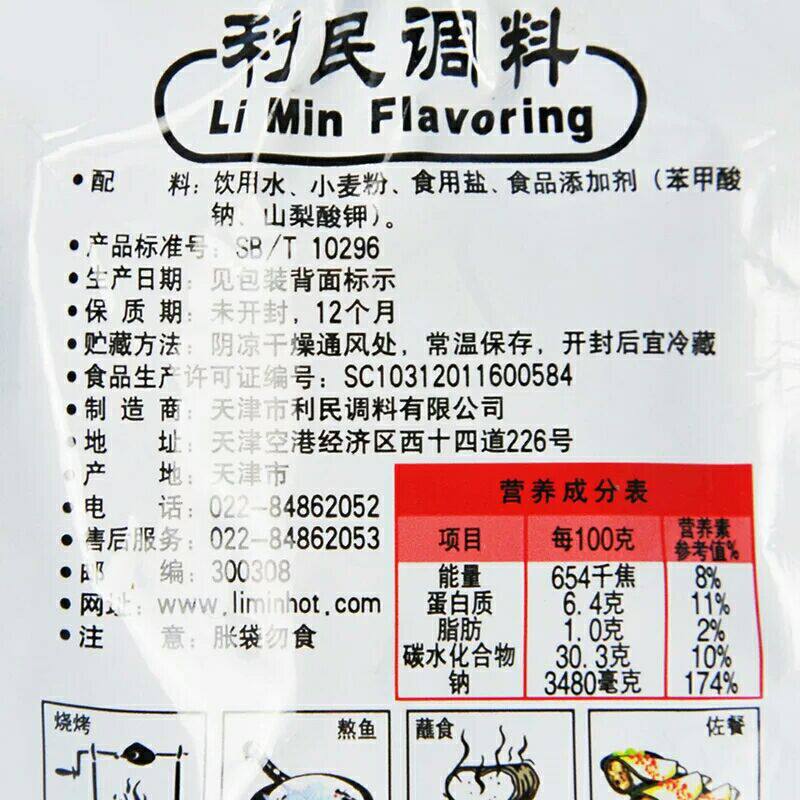 利民调料
Li Min Flavoring
•配 料：饮用水、小麦粉、食用盐、食品添加剂（苯甲酸
钠、山梨酸钾）。
•产品标准号：SB/T 10296
•生产日期：见包装背面标示
•保 质 期：未开封，12个月
•贮藏方法：阴凉干燥通风处，常温保存，开封后宜冷藏
•食品生产许可证编号：SC10312011600584
•制 造 商：天津市利民调料有限公司
•地 址：天津空港经济区西十四道226号
•产 地：天津市
•电 话：022-84862052
•售后服务：022-84862053
•邮 编：300308
•网址：www.liminhot.com
•注 意：胀袋勿食
营养成分表
项目 每100克 营养素参考值%
能量 654千焦 8%
蛋白质 6.4克 11%
脂肪 1.0克 2%
碳水化合物 30.3克 10%
钠 3480毫克 174%
烧烤 熬鱼 蘸食 佐餐